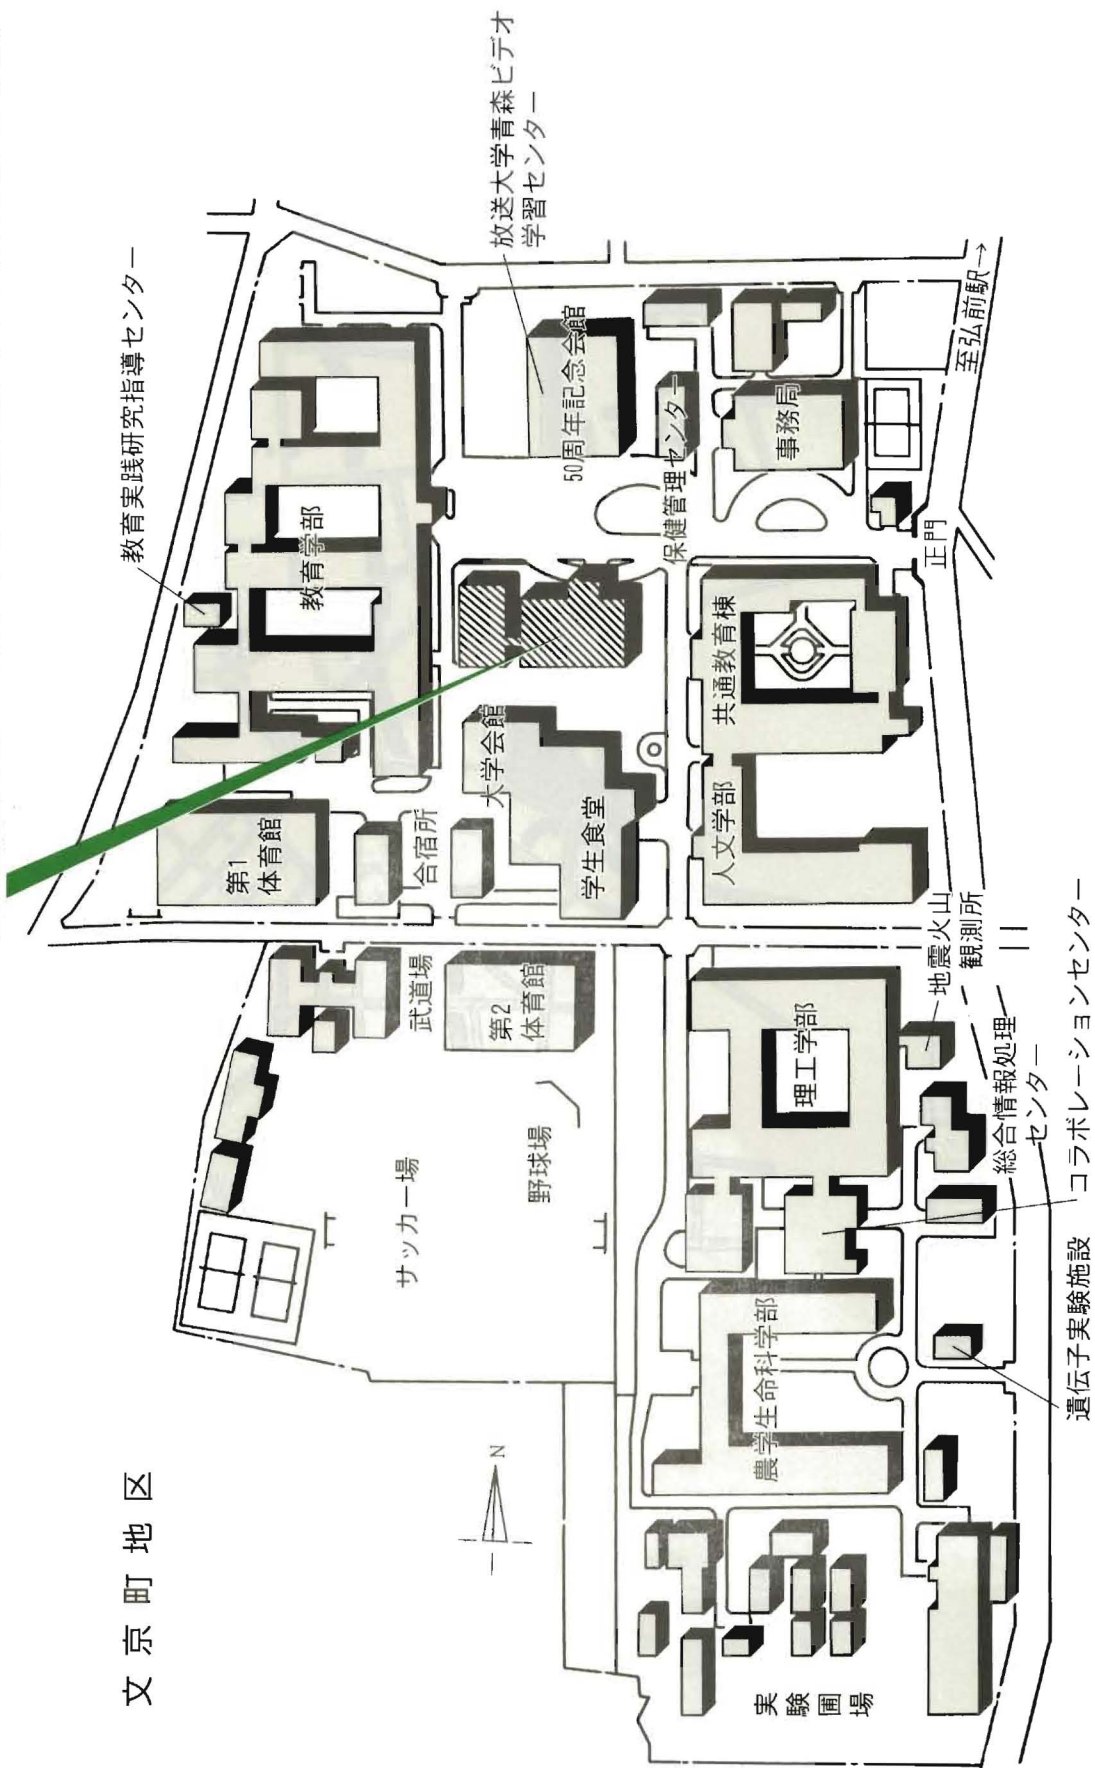 文京町地区
教育実践研究指導センター
放送大学青森ビデオ
学習センター
教育学部
50周年記念会館
保健管理センター
事務局
至弘前駅→
正門
第1
体育館
合宿所
大学会館
学生食堂
共通教育棟
人文学部
武道場
第2
体育館
理工学部
地震火山
観測所
総合情報処理
センター
コラボレーションセンター
サッカー場
野球場
農学生命科学部
遺伝子実験施設
N
実験圃場